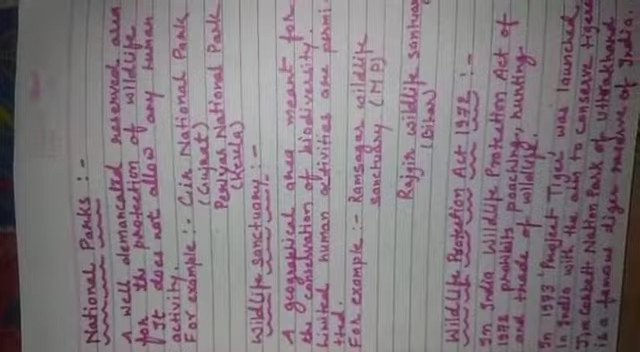 National Parks :-
A well demarcated reserved area
for the protection of wildlife
It does not allow any human
activity.
For example :- Gir National Park
(Gujrat)
Periyar National Park
(Kerala)
Wildlife sanctuary :-
A geographical area meant for
the conservation of biodiversity.
Limited human activities are permi-
tted.
For example :- Ramsagar wildlife
sanctuary (MP)
Rajgir wildlife sanctuary
(Bihar)
Wildlife Protection Act 1972 :-
In India Wildlife Protection Act of
1972 prohibits poaching, hunting
and trade of wildlife.
In 1973 'Project Tiger' was launched
in India with the aim to conserve tiger
Jim Corbett Nation Park of Uttarakhand
is a famous tiger reserve of India.